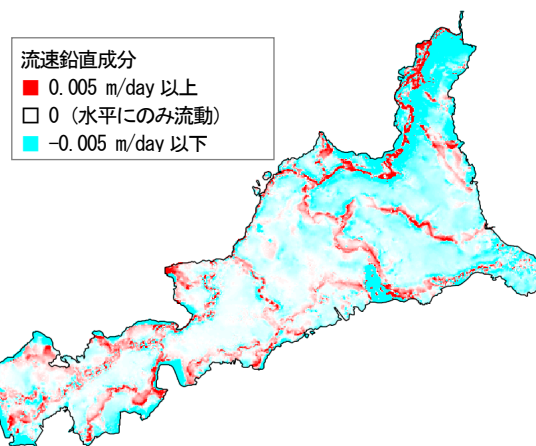 流速鉛直成分
0.005 m/day 以上
0 (水平にのみ流動)
-0.005 m/day 以下